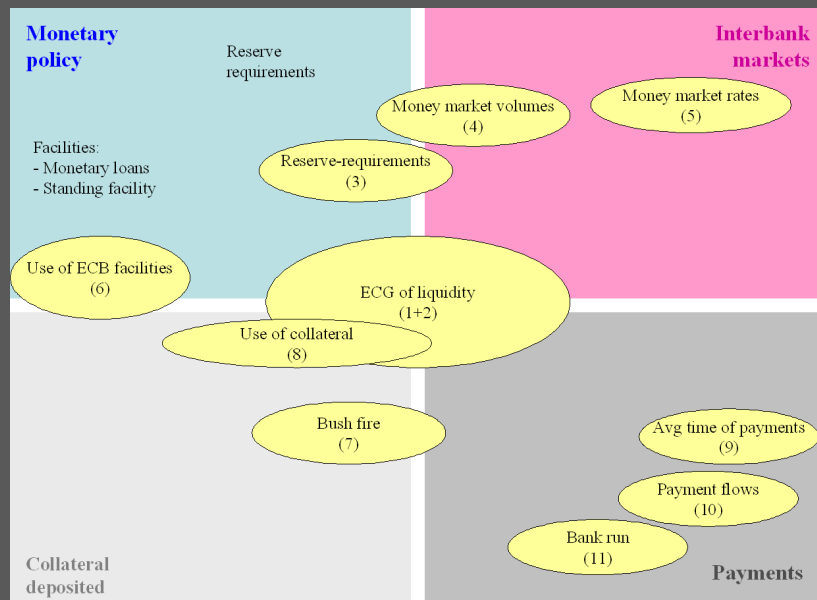 Monetary
policy
Reserve
requirements
Interbank
markets
Money market volumes
(4)
Money market rates
(5)
Facilities:
- Monetary loans
- Standing facility
Reserve-requirements
(3)
Use of ECB facilities
(6)
ECG of liquidity
(1+2)
Use of collateral
(8)
Bush fire
(7)
Avg time of payments
(9)
Payment flows
(10)
Bank run
(11)
Collateral
deposited
Payments